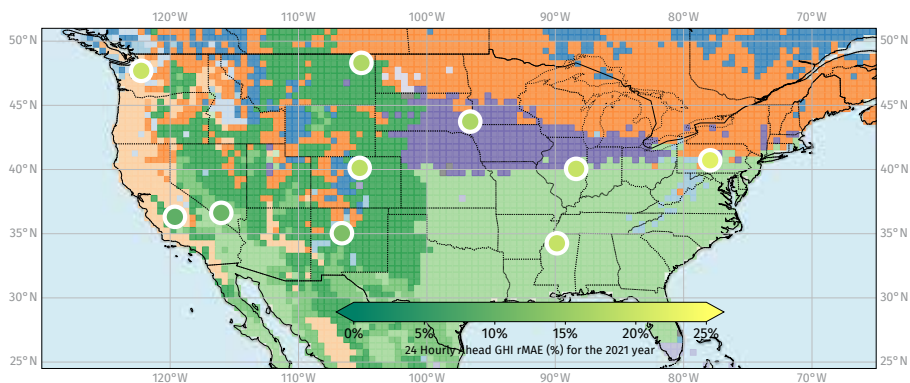 120°W 110°W 100°W 90°W 80°W 70°W
50°N 50°N
45°N 45°N
40°N 40°N
35°N 35°N
30°N 30°N
0% 5% 10% 15% 20% 25%
24 Hourly Ahead GHI rMAE (%) for the 2021 year
25°N 25°N
120°W 110°W 100°W 90°W 80°W 70°W